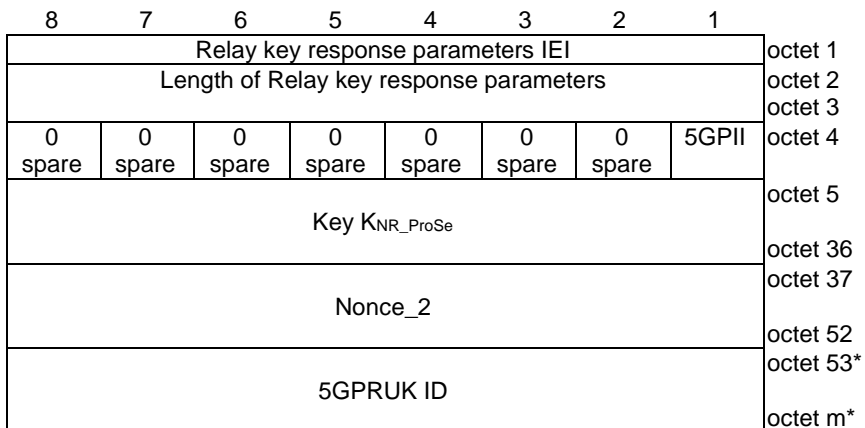 8 7 6 5 4 3 2 1
Relay key response parameters IEI octet 1
Length of Relay key response parameters octet 2
octet 3
0 0 0 0 0 0 0 5GPII octet 4
spare spare spare spare spare spare spare
octet 5
Key KNR_ProSe
octet 36
octet 37
Nonce_2
octet 52
octet 53*
5GPRUK ID
octet m*